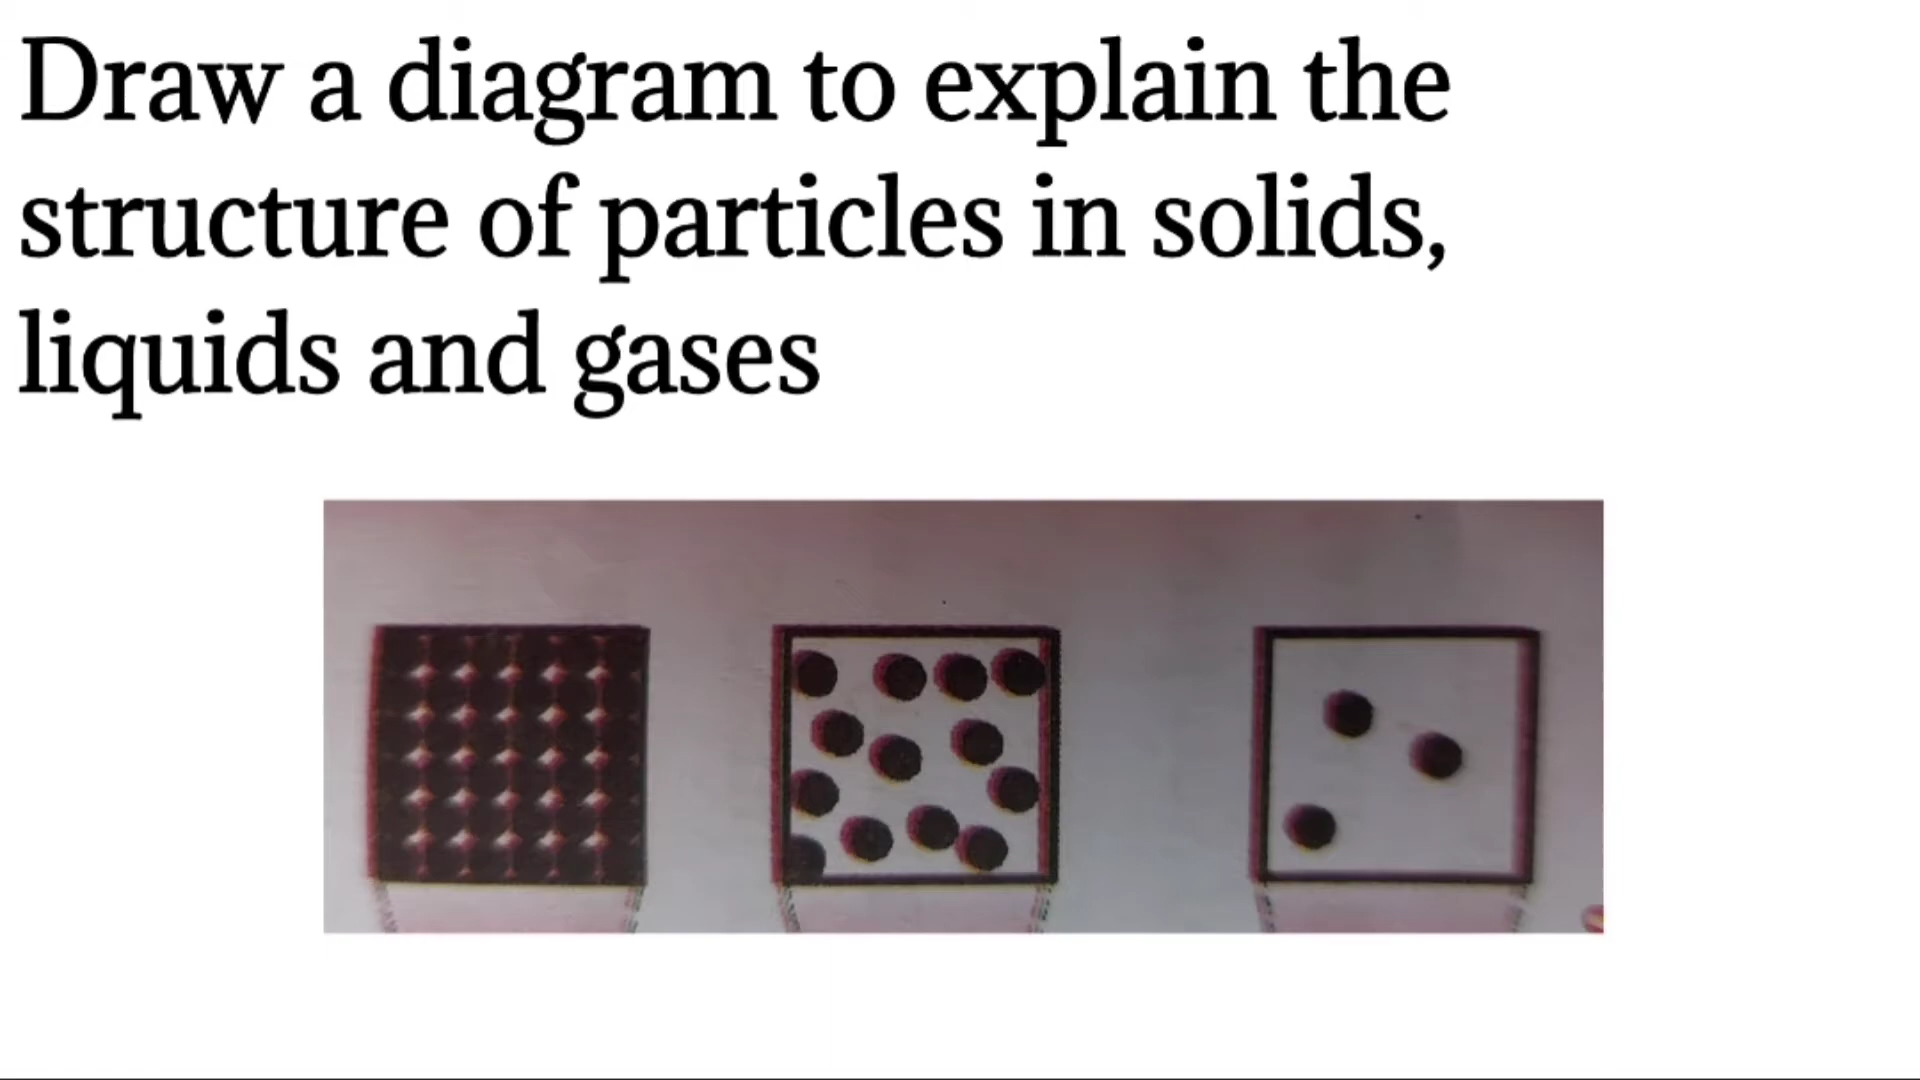 Draw a diagram to explain the
structure of particles in solids,
liquids and gases